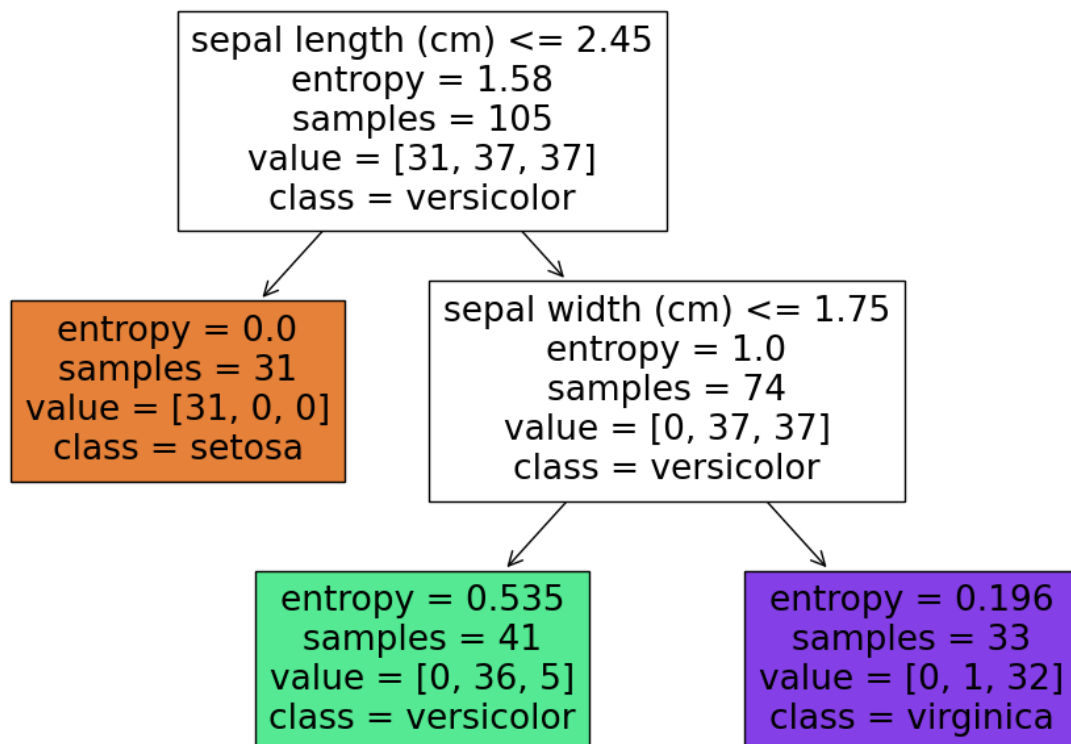 sepal length (cm) <= 2.45
entropy = 1.58
samples = 105
value = [31, 37, 37]
class = versicolor
entropy = 0.0
samples = 31
value = [31, 0, 0]
class = setosa
sepal width (cm) <= 1.75
entropy = 1.0
samples = 74
value = [0, 37, 37]
class = versicolor
entropy = 0.535
samples = 41
value = [0, 36, 5]
class = versicolor
entropy = 0.196
samples = 33
value = [0, 1, 32]
class = virginica